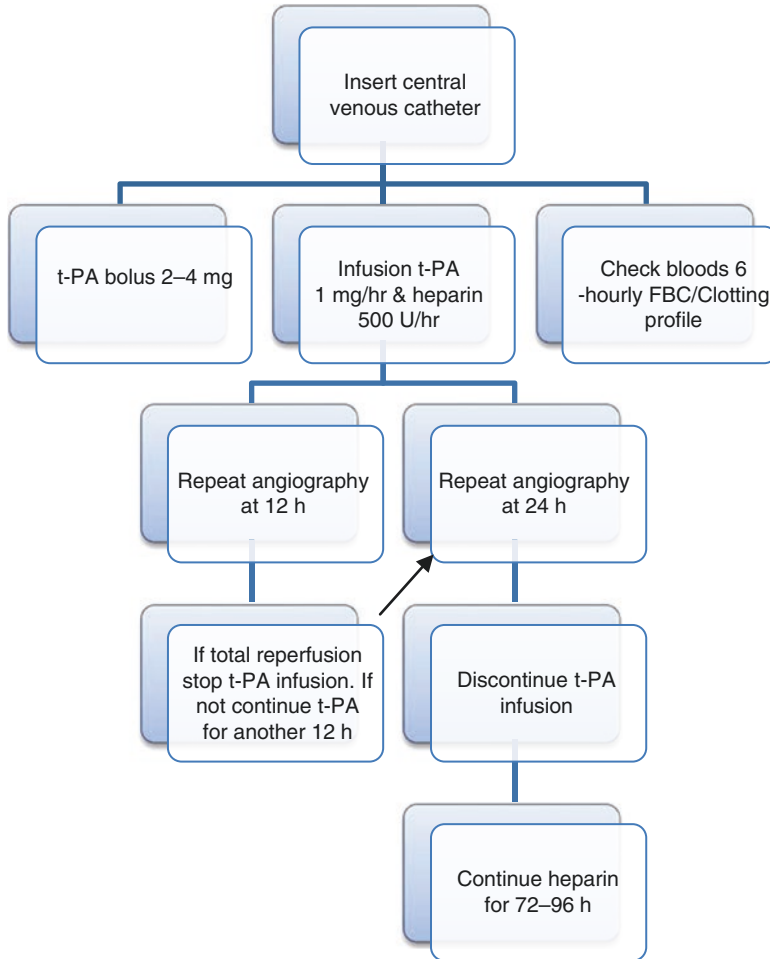 Insert central
venous catheter
t-PA bolus 2–4 mg
Infusion t-PA
1 mg/hr & heparin
500 U/hr
Check bloods 6
-hourly FBC/Clotting
profile
Repeat angiography
at 12 h
Repeat angiography
at 24 h
If total reperfusion
stop t-PA infusion. If
not continue t-PA
for another 12 h
Discontinue t-PA
infusion
Continue heparin
for 72–96 h